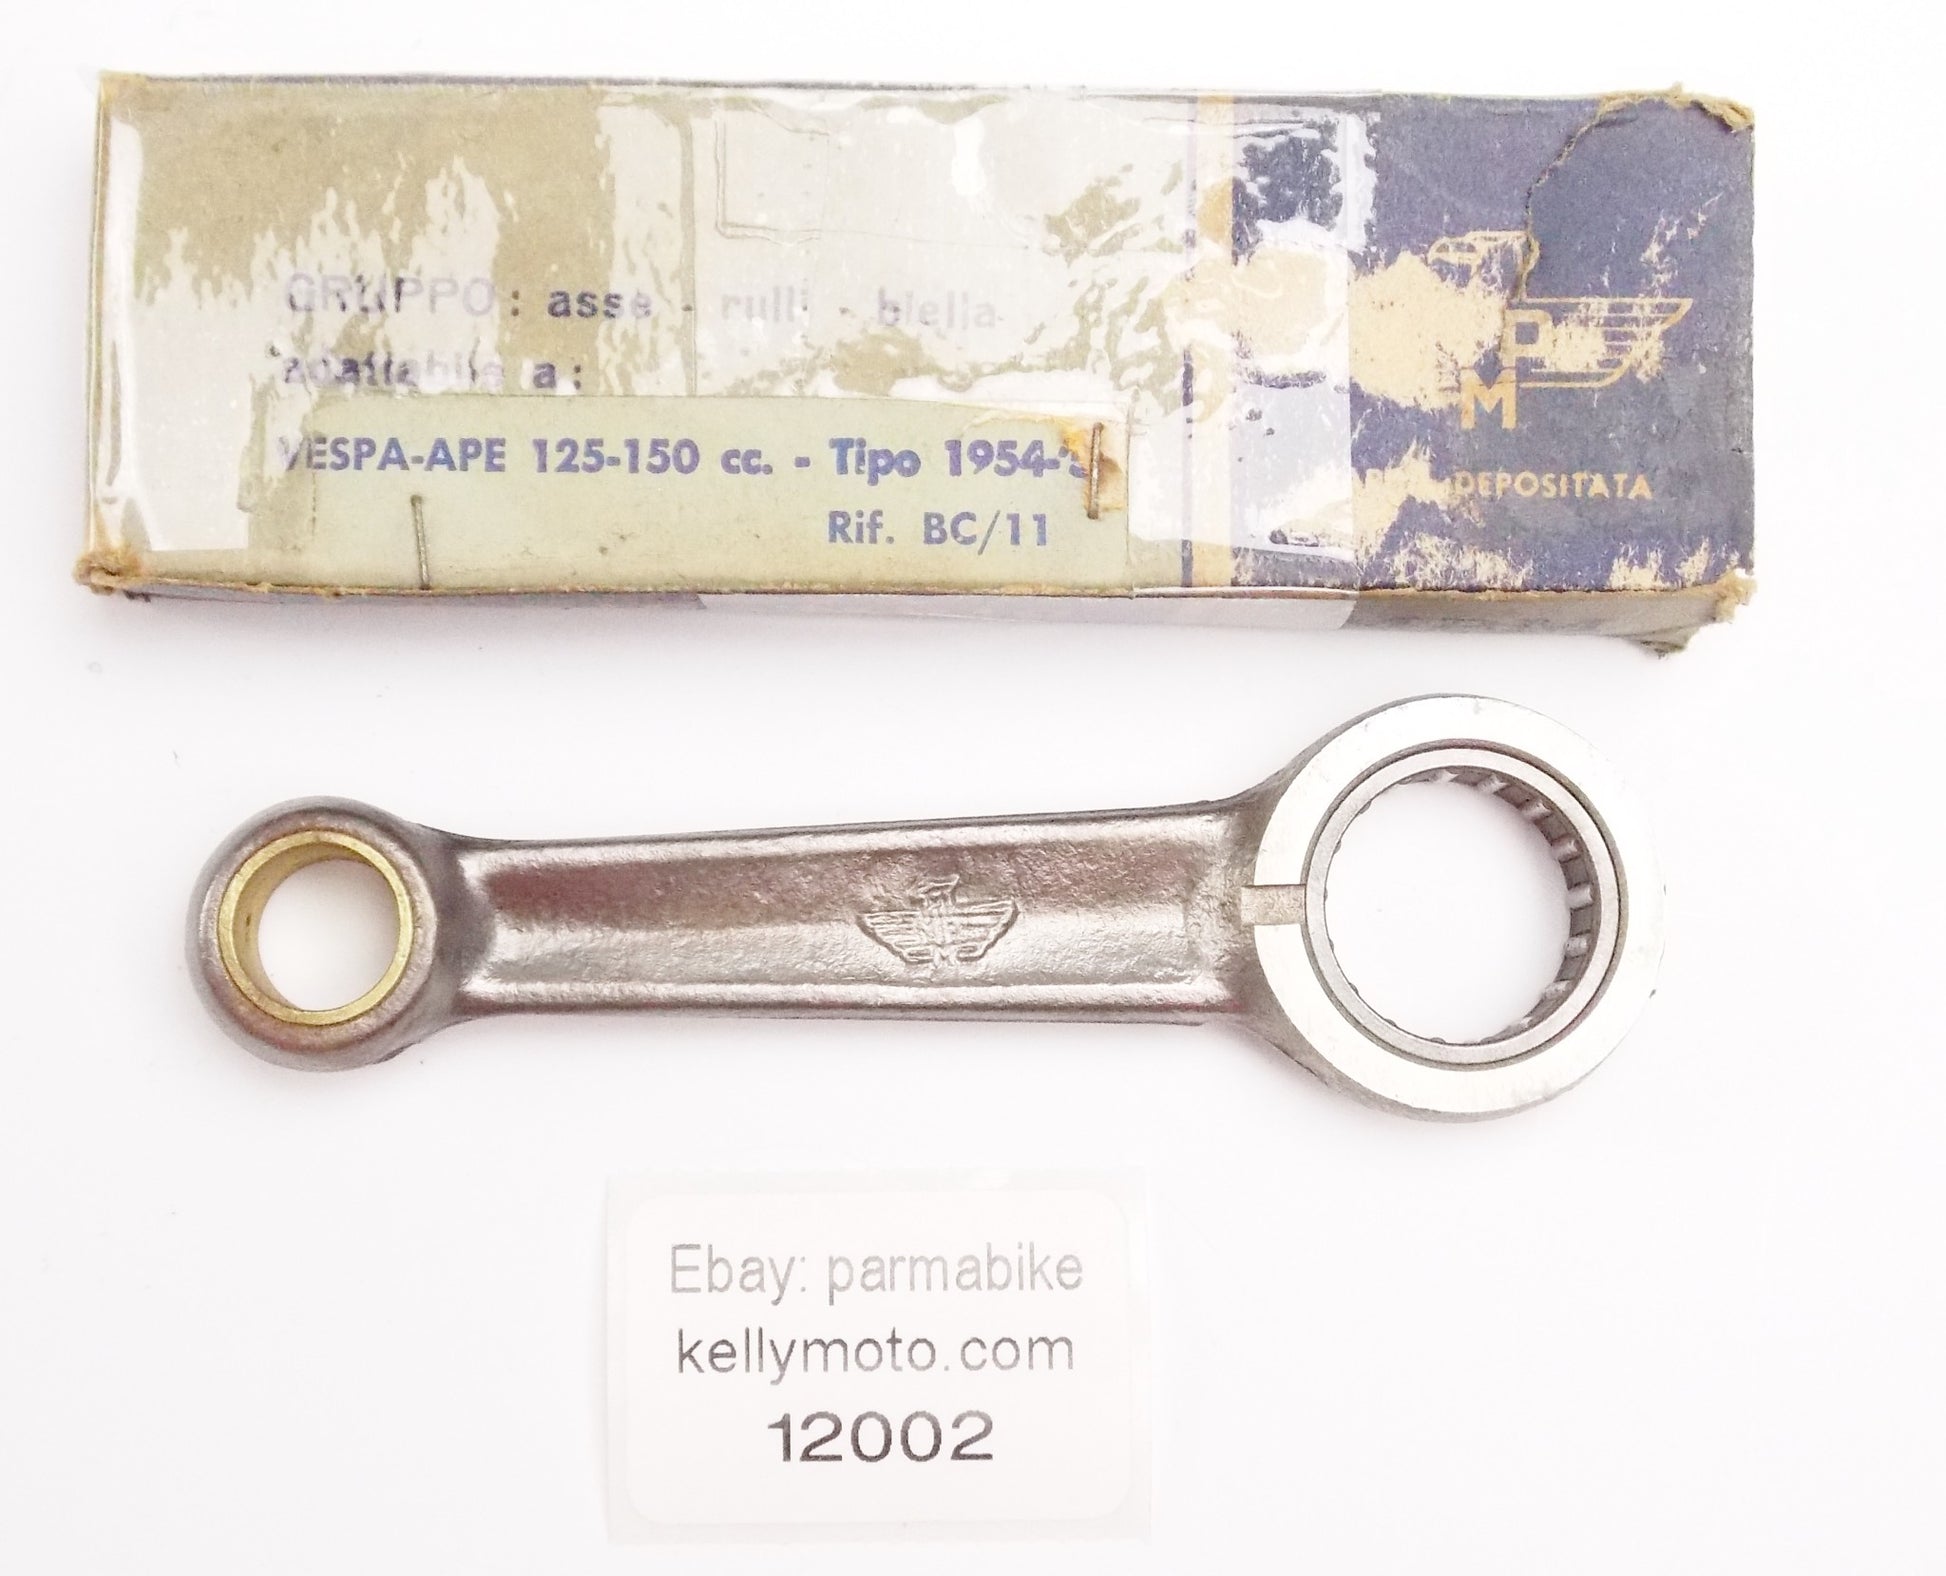 GRUPPO: asse - rulli - biella
adattabile a:
VESPA-APE 125-150 cc. - Tipo 1954-
Rif. BC/11
P
M
DEPOSITATA
M
Ebay: parmabike
kellymoto.com
12002